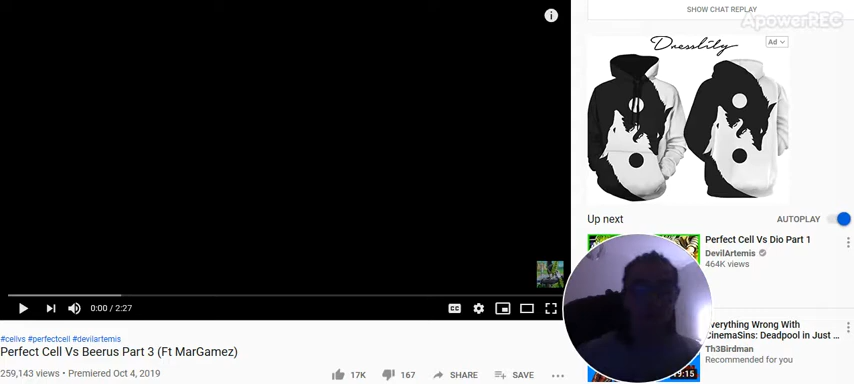 SHOW CHAT REPLAY
ApowerREC
Dresslily
Ad
0:00 / 2:27
Up next
AUTOPLAY
Perfect Cell Vs Dio Part 1
DevilArtemis
464K views
#cellvs #perfectcell #devilartemis
Perfect Cell Vs Beerus Part 3 (Ft MarGamez)
259,143 views • Premiered Oct 4, 2019
17K
167
SHARE
SAVE
Everything Wrong With
CinemaSins: Deadpool in Just ...
Th3Birdman
Recommended for you
19:15